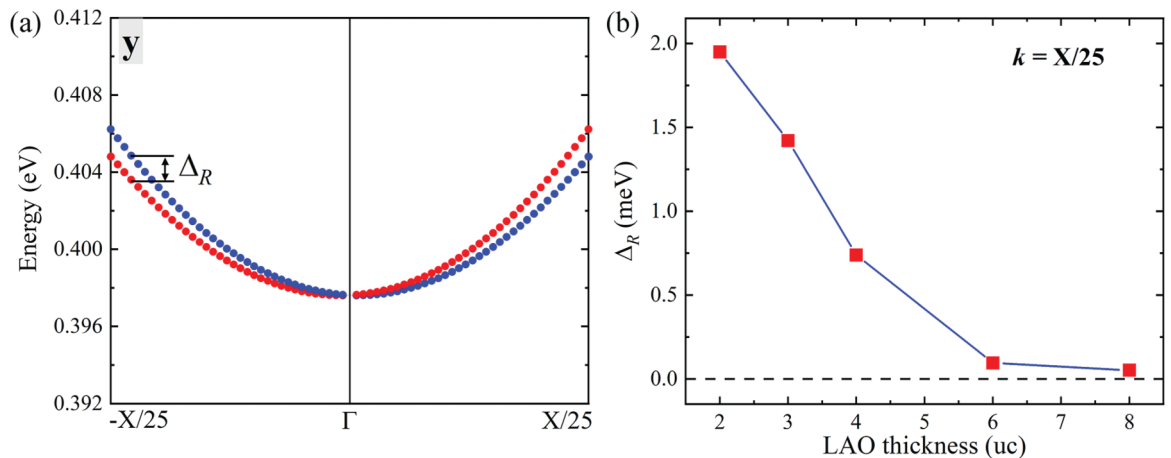 (a)
y
0.412
0.408
0.404
0.400
0.396
0.392
Energy (eV)
Δ_R
-X/25
Γ
X/25
(b)
k = X/25
2.0
1.5
1.0
0.5
0.0
Δ_R (meV)
2 3 4 5 6 7 8
LAO thickness (uc)